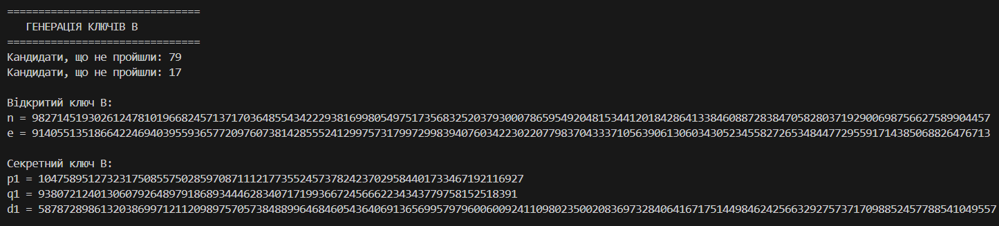 ===============================
ГЕНЕРАЦІЯ КЛЮЧІВ B
===============================
Кандидати, що не пройшли: 79
Кандидати, що не пройшли: 17
Відкритий ключ B:
n = 9827145193026124781019668245713717036485543422293816998054975173568325203793000786595492048153441201842864133846088728384705828037192900698756627589904457
e = 9140551351866422469403955936577209760738142855524129975731799729983940760342230220779837043337105639061306034305234558272653484477295591714385068826476713
Секретний ключ B:
p1 = 104758951273231750855750285970871112177355245737824237029584401733467192116927
q1 = 93807212401306079264897918689344462834071719936672456662234343779758152518391
d1 = 5878728986132038699712112098975705738488996468460543640691365699579796006009241109802350020836973284064167175144984624256632927573717098852457788541049557